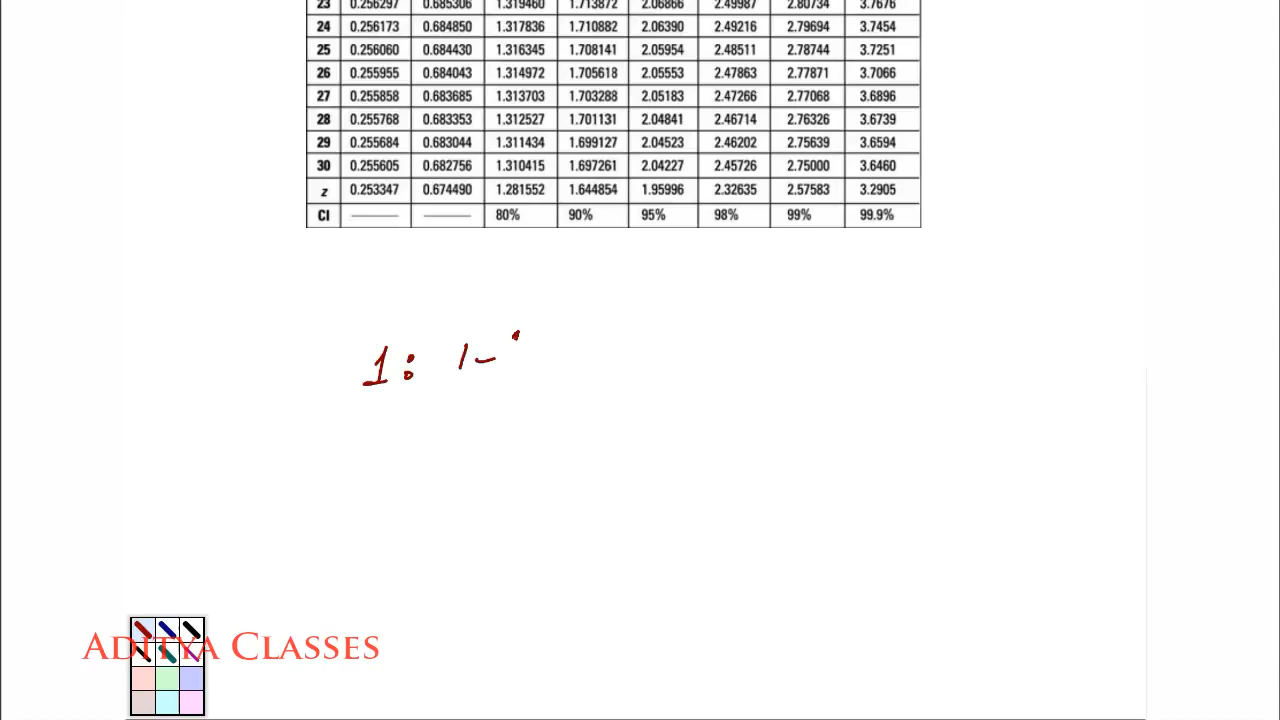 23 0.256297 0.685306 1.319460 1.713872 2.06866 2.49987 2.80734 3.7676
24 0.256173 0.684850 1.317836 1.710882 2.06390 2.49216 2.79694 3.7454
25 0.256060 0.684430 1.316345 1.708141 2.05954 2.48511 2.78744 3.7251
26 0.255955 0.684043 1.314972 1.705618 2.05553 2.47863 2.77871 3.7066
27 0.255858 0.683685 1.313703 1.703288 2.05183 2.47266 2.77068 3.6896
28 0.255768 0.683353 1.312527 1.701131 2.04841 2.46714 2.76326 3.6739
29 0.255684 0.683044 1.311434 1.699127 2.04523 2.46202 2.75639 3.6594
30 0.255605 0.682756 1.310415 1.697261 2.04227 2.45726 2.75000 3.6460
z 0.253347 0.674490 1.281552 1.644854 1.95996 2.32635 2.57583 3.2905
CI 80% 90% 95% 98% 99% 99.9%
1: 1-
ADITYA CLASSES